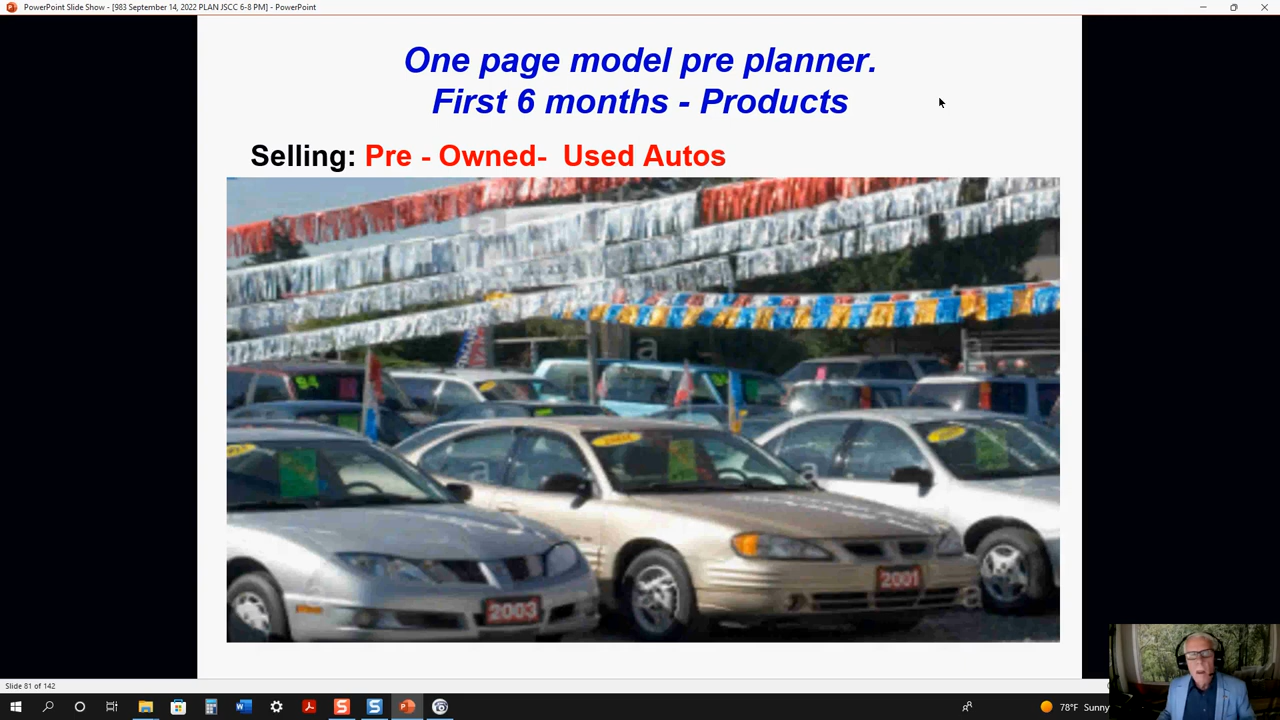 PowerPoint Slide Show - [983 September 14, 2022 PLAN JSCC 6-8 PM] - PowerPoint
One page model pre planner.
First 6 months - Products
Selling: Pre - Owned- Used Autos
94
a
2003
2001
Slide 81 of 142
78°F Sunny